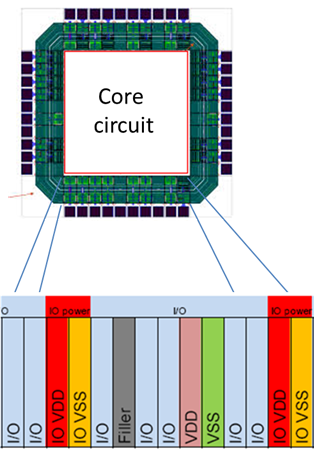 Core
circuit
O
IO power
I/O
IO power
I/O
I/O
IO VDD
IO VSS
I/O
Filler
I/O
I/O
VDD
VSS
I/O
I/O
IO VDD
IO VSS